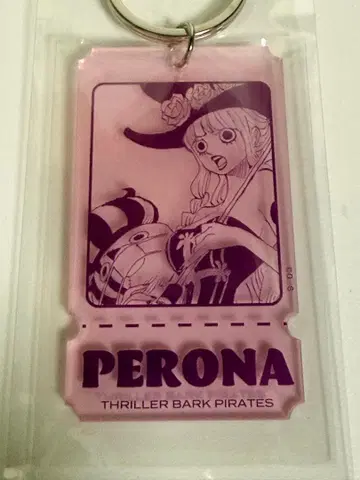 PERONA
THRILLER BARK PIRATES